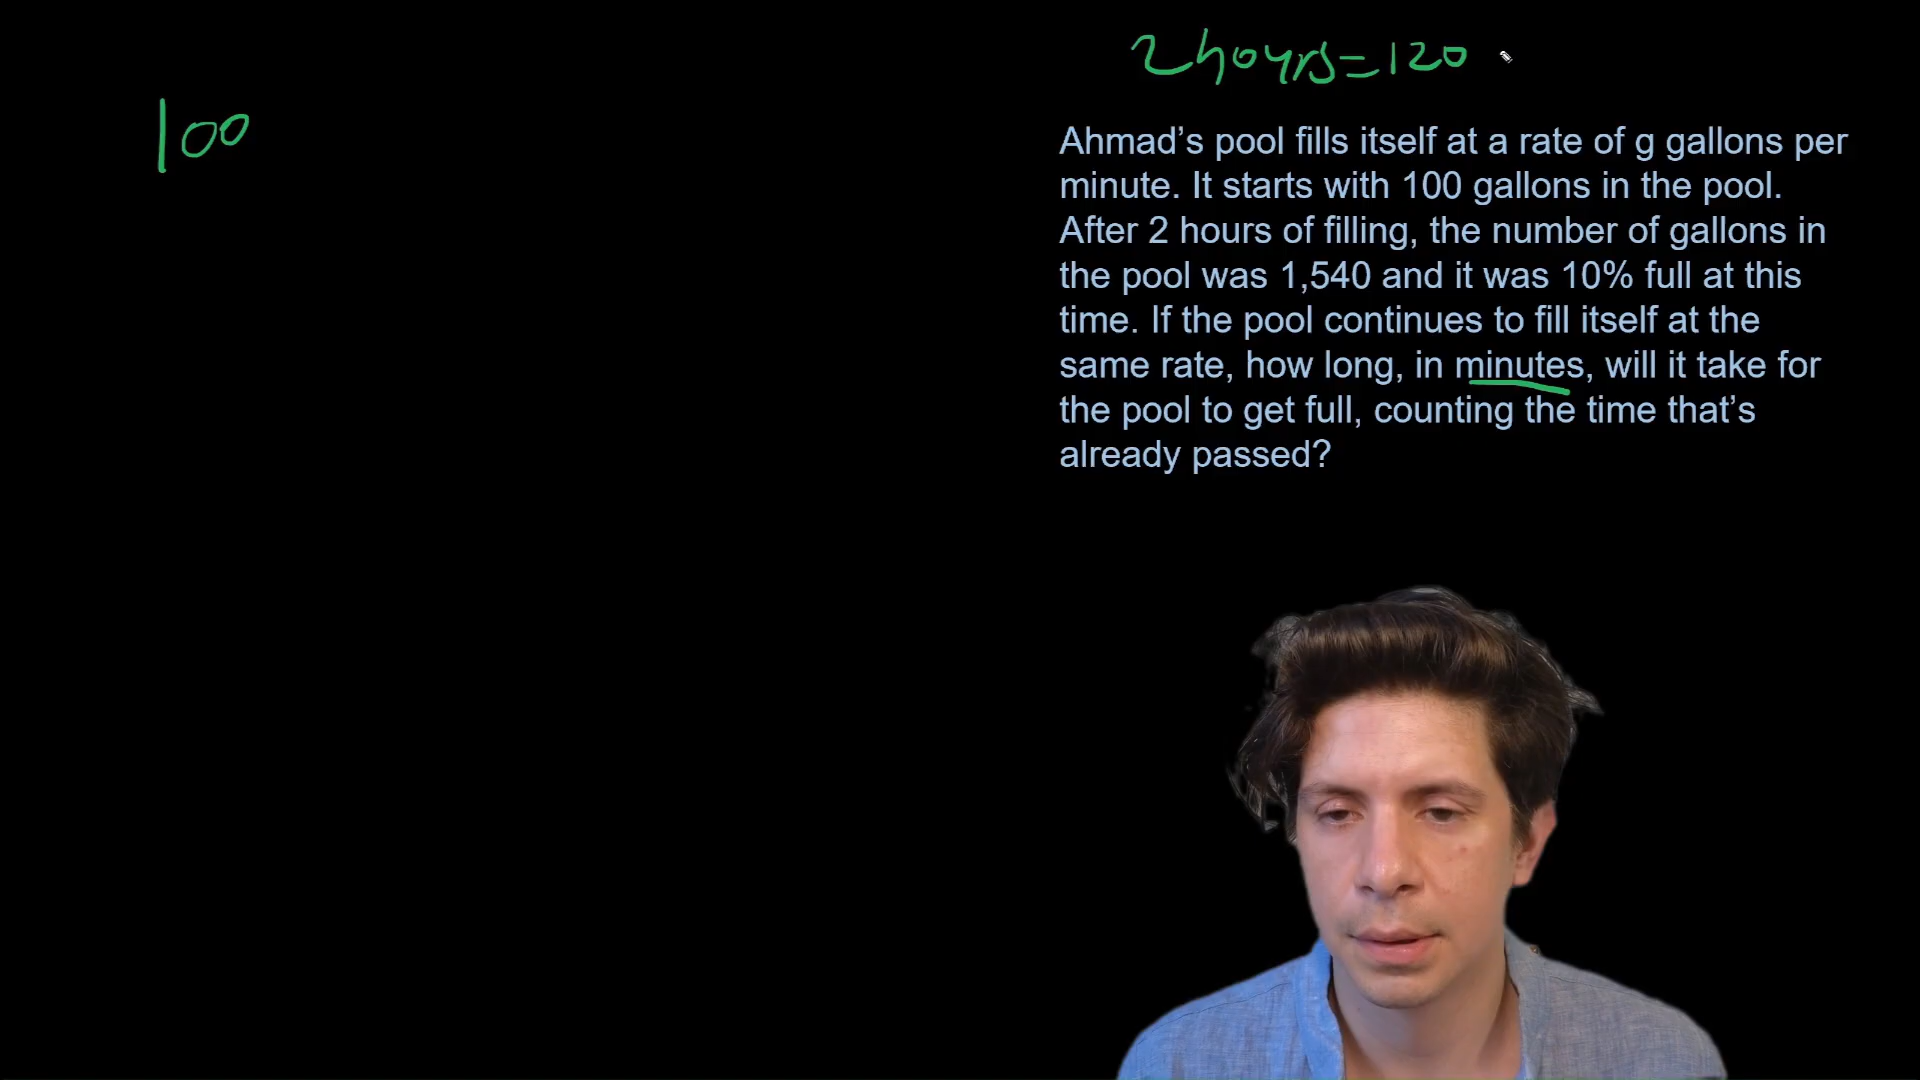 2 hours=120
100
Ahmad’s pool fills itself at a rate of g gallons per
minute. It starts with 100 gallons in the pool.
After 2 hours of filling, the number of gallons in
the pool was 1,540 and it was 10% full at this
time. If the pool continues to fill itself at the
same rate, how long, in minutes, will it take for
the pool to get full, counting the time that’s
already passed?